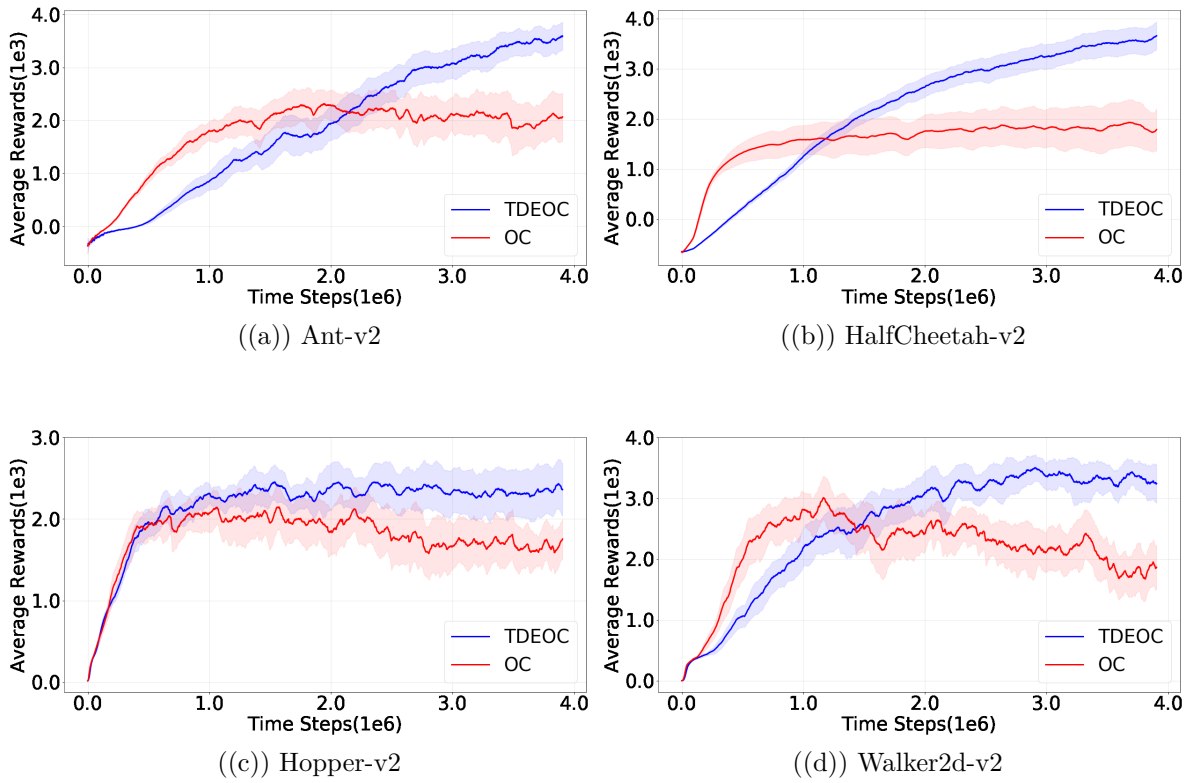 4.0
3.0
2.0
1.0
0.0
Average Rewards(1e3)
TDEOC
OC
0.0 1.0 2.0 3.0 4.0
Time Steps(1e6)
((a)) Ant-v2
4.0
3.0
2.0
1.0
0.0
Average Rewards(1e3)
TDEOC
OC
0.0 1.0 2.0 3.0 4.0
Time Steps(1e6)
((b)) HalfCheetah-v2
3.0
2.0
1.0
0.0
Average Rewards(1e3)
TDEOC
OC
0.0 1.0 2.0 3.0 4.0
Time Steps(1e6)
((c)) Hopper-v2
4.0
3.0
2.0
1.0
0.0
Average Rewards(1e3)
TDEOC
OC
0.0 1.0 2.0 3.0 4.0
Time Steps(1e6)
((d)) Walker2d-v2